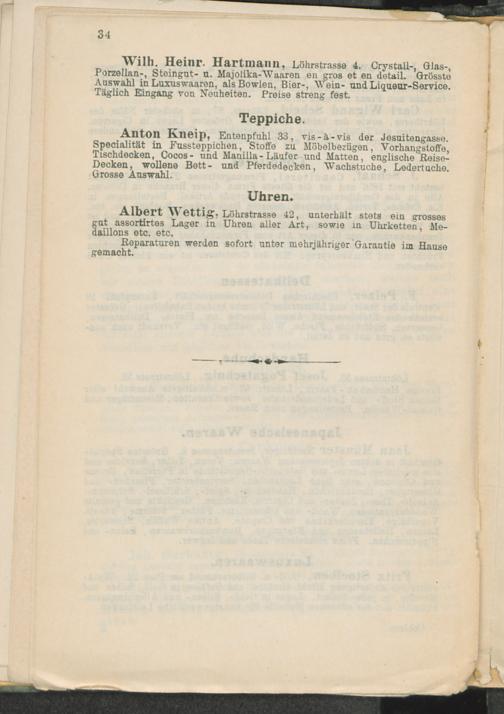 34
Wilh. Heinr. Hartmann, Löhrstrasse 4. Crystall-, Glas-,
Porzellan-, Steingut- u. Majolika-Waaren en gros et en detail. Grösste
Auswahl in Luxuswaaren, als Bowlen, Bier-, Wein- und Liqueur-Service.
Täglich Eingang von Neuheiten. Preise streng fest.
Teppiche.
Anton Kneip, Entenpfuhl 33, vis-à-vis der Jesuitengasse.
Specialität in Fussteppichen, Stoffe zu Möbelbezügen, Vorhangstoffe,
Tischdecken, Cocos- und Manilla-Läufer und Matten, englische Reise-
Decken, wollene Bett- und Pferdedecken, Wachstuche, Ledertuche.
Grosse Auswahl.
Uhren.
Albert Wettig, Löhrstrasse 42, unterhält stets ein grosses
gut assortirtes Lager in Uhren aller Art, sowie in Uhrketten, Me-
daillons etc. etc.
Reparaturen werden sofort unter mehrjähriger Garantie im Hause
gemacht.